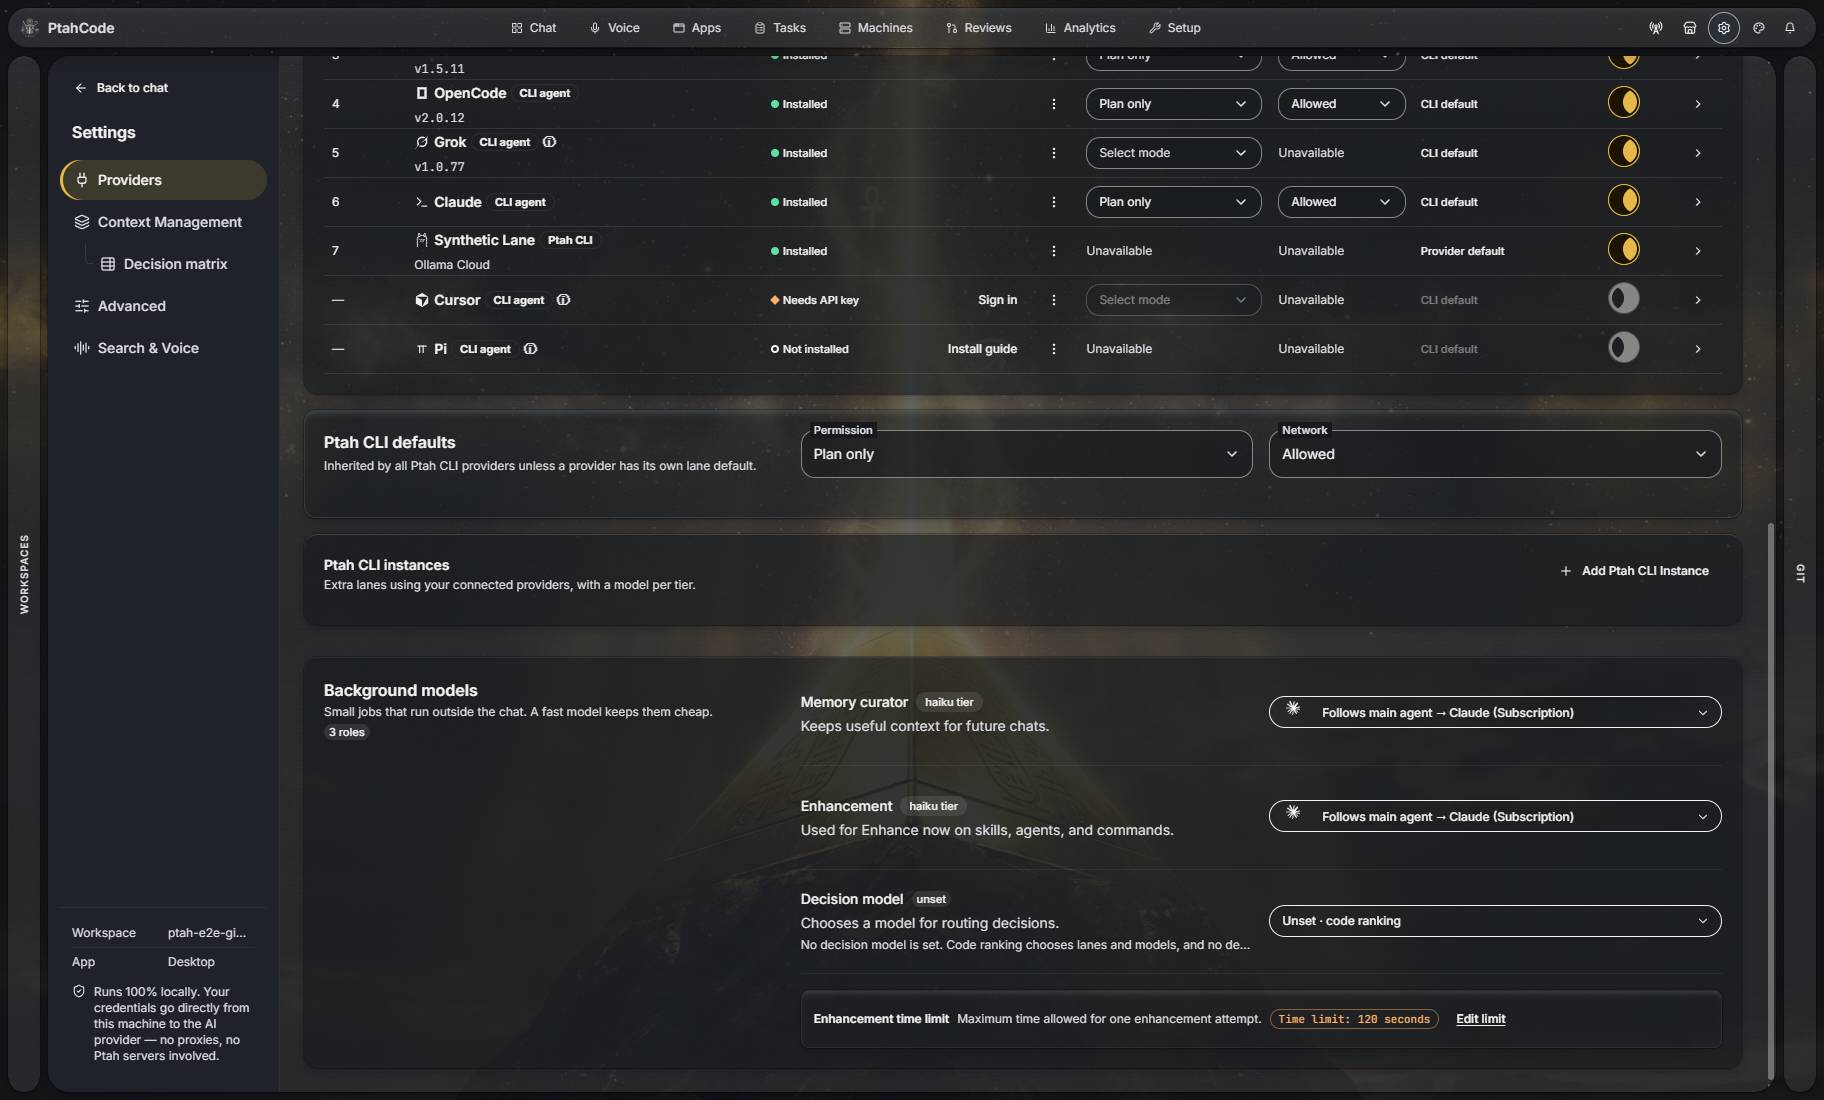 PtahCode
Chat
Voice
Apps
Tasks
Machines
Reviews
Analytics
Setup
WORKSPACES
Back to chat
Settings
Providers
Context Management
Decision matrix
Advanced
Search & Voice
Workspace ptah-e2e-gi...
App Desktop
Runs 100% locally. Your
credentials go directly from
this machine to the AI
provider — no proxies, no
Ptah servers involved.
3 v1.5.11 Installed Plan only Allowed CLI default
4 OpenCode CLI agent Installed Plan only Allowed CLI default
v2.0.12
5 Grok CLI agent Installed Select mode Unavailable CLI default
v1.0.77
6 Claude CLI agent Installed Plan only Allowed CLI default
7 Synthetic Lane Ptah CLI Installed Unavailable Unavailable Provider default
Ollama Cloud
— Cursor CLI agent Needs API key Sign in Select mode Unavailable CLI default
— Pi CLI agent Not installed Install guide Unavailable Unavailable CLI default
Ptah CLI defaults
Inherited by all Ptah CLI providers unless a provider has its own lane default.
Permission
Plan only
Network
Allowed
Ptah CLI instances
Extra lanes using your connected providers, with a model per tier.
+ Add Ptah CLI Instance
Background models
Small jobs that run outside the chat. A fast model keeps them cheap.
3 roles
Memory curator haiku tier
Keeps useful context for future chats.
Follows main agent → Claude (Subscription)
Enhancement haiku tier
Used for Enhance now on skills, agents, and commands.
Follows main agent → Claude (Subscription)
Decision model unset
Chooses a model for routing decisions.
No decision model is set. Code ranking chooses lanes and models, and no de...
Unset · code ranking
Enhancement time limit Maximum time allowed for one enhancement attempt. Time limit: 120 seconds Edit limit
GIT